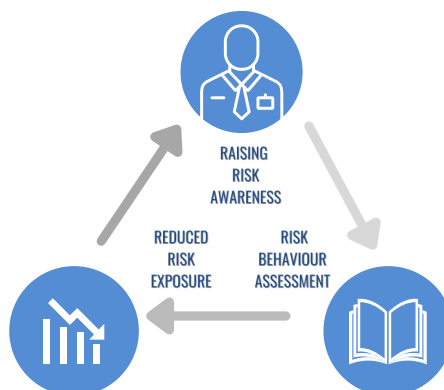 RAISING
RISK
AWARENESS
REDUCED
RISK
EXPOSURE
RISK
BEHAVIOUR
ASSESSMENT